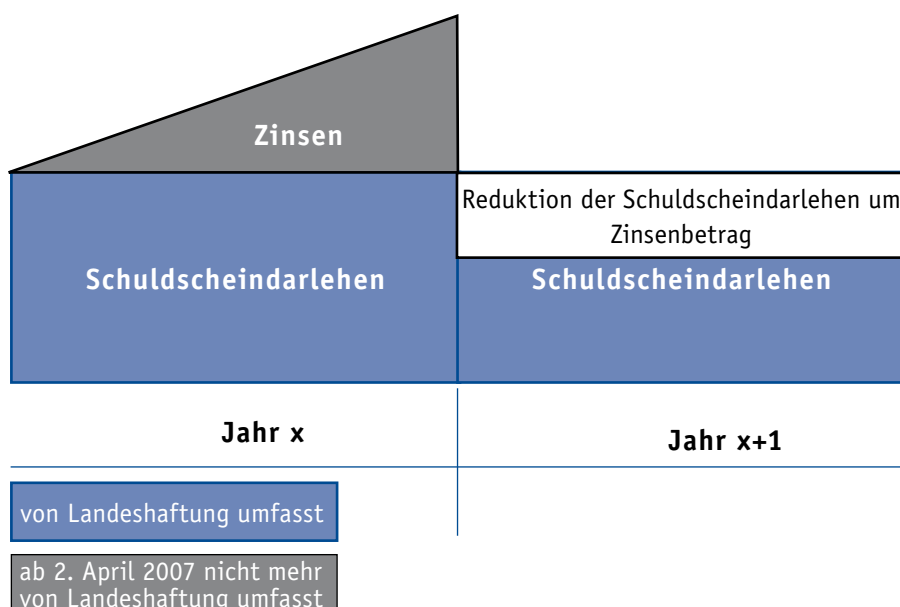 Zinsen
Reduktion der Schuldscheindarlehen um
Zinsenbetrag
Schuldscheindarlehen
Schuldscheindarlehen
Jahr x
Jahr x+1
von Landeshaftung umfasst
ab 2. April 2007 nicht mehr
von Landeshaftung umfasst